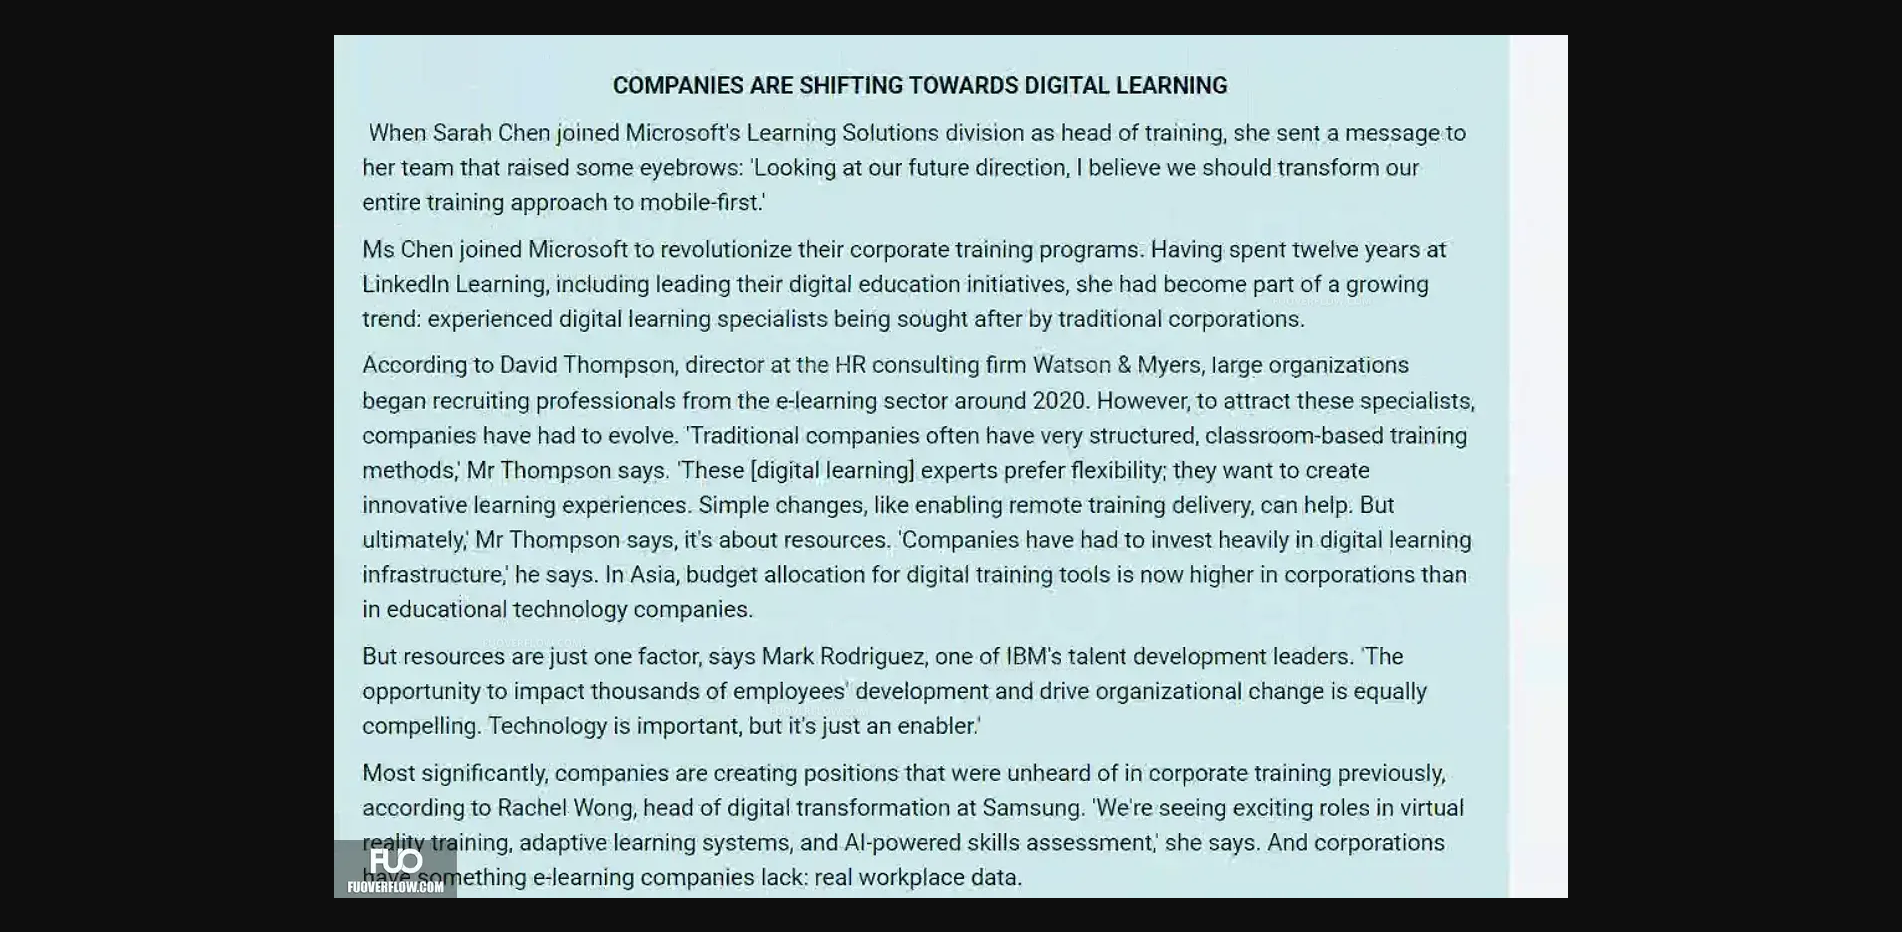 COMPANIES ARE SHIFTING TOWARDS DIGITAL LEARNING
When Sarah Chen joined Microsoft's Learning Solutions division as head of training, she sent a message to
her team that raised some eyebrows: 'Looking at our future direction, I believe we should transform our
entire training approach to mobile-first.'
Ms Chen joined Microsoft to revolutionize their corporate training programs. Having spent twelve years at
LinkedIn Learning, including leading their digital education initiatives, she had become part of a growing
trend: experienced digital learning specialists being sought after by traditional corporations.
According to David Thompson, director at the HR consulting firm Watson & Myers, large organizations
began recruiting professionals from the e-learning sector around 2020. However, to attract these specialists,
companies have had to evolve. 'Traditional companies often have very structured, classroom-based training
methods,' Mr Thompson says. 'These [digital learning] experts prefer flexibility; they want to create
innovative learning experiences. Simple changes, like enabling remote training delivery, can help. But
ultimately,' Mr Thompson says, it's about resources. 'Companies have had to invest heavily in digital learning
infrastructure,' he says. In Asia, budget allocation for digital training tools is now higher in corporations than
in educational technology companies.
But resources are just one factor, says Mark Rodriguez, one of IBM's talent development leaders. 'The
opportunity to impact thousands of employees' development and drive organizational change is equally
compelling. Technology is important, but it's just an enabler.'
Most significantly, companies are creating positions that were unheard of in corporate training previously,
according to Rachel Wong, head of digital transformation at Samsung. 'We're seeing exciting roles in virtual
reality training, adaptive learning systems, and AI-powered skills assessment,' she says. And corporations
have something e-learning companies lack: real workplace data.
FUO
FUOVERFLOW.COM